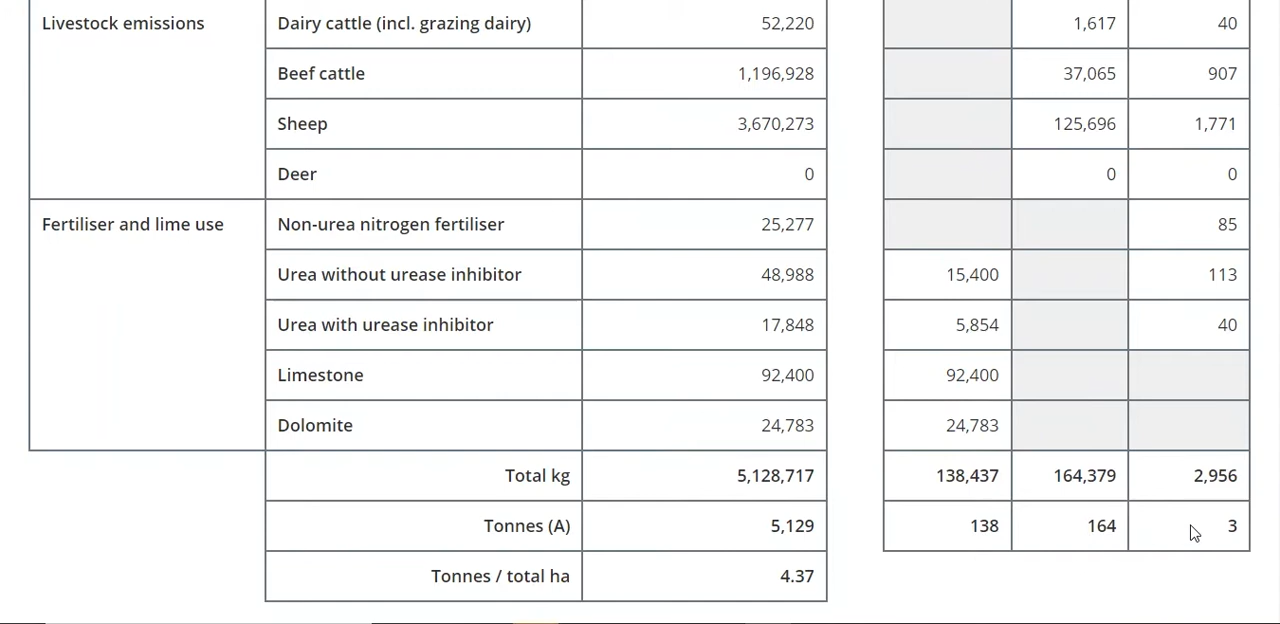 Livestock emissions Dairy cattle (incl. grazing dairy) 52,220 1,617 40
Beef cattle 1,196,928 37,065 907
Sheep 3,670,273 125,696 1,771
Deer 0 0 0
Fertiliser and lime use Non-urea nitrogen fertiliser 25,277 85
Urea without urease inhibitor 48,988 15,400 113
Urea with urease inhibitor 17,848 5,854 40
Limestone 92,400 92,400
Dolomite 24,783 24,783
Total kg 5,128,717 138,437 164,379 2,956
Tonnes (A) 5,129 138 164 3
Tonnes / total ha 4.37